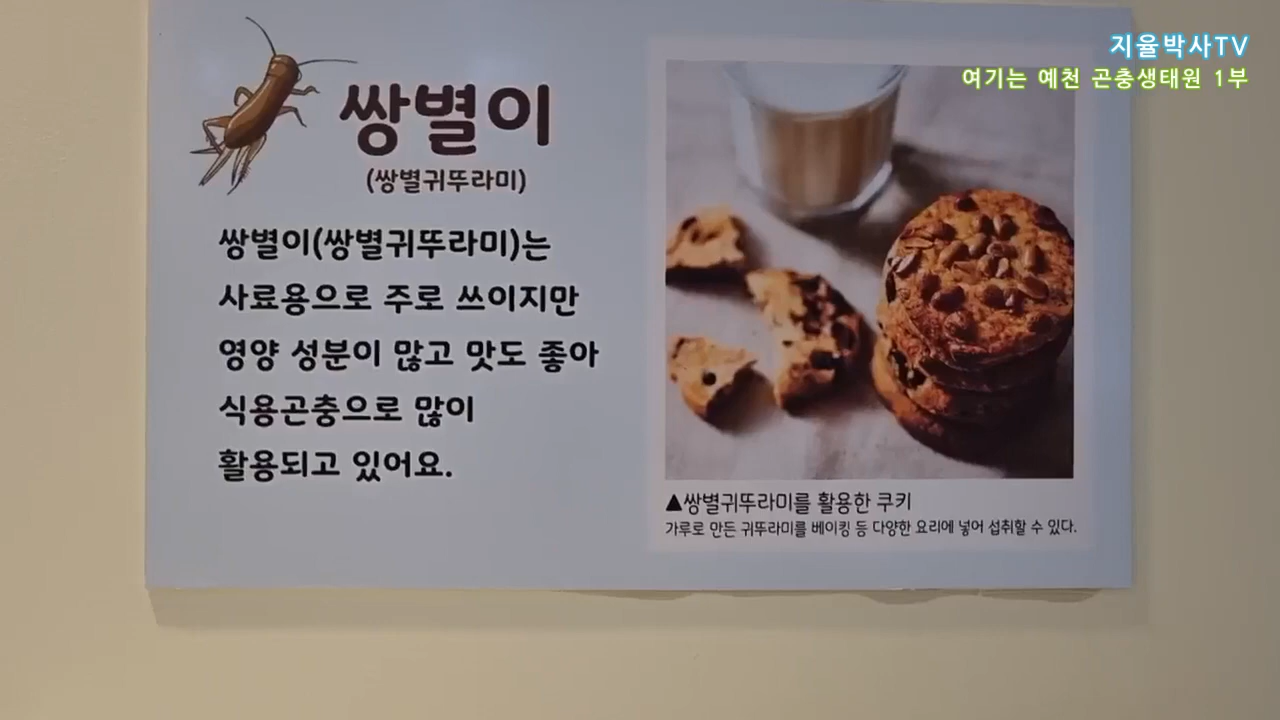 지율박사TV
여기는 예천 곤충생태원 1부
쌍별이
(쌍별귀뚜라미)
쌍별이(쌍별귀뚜라미)는
사료용으로 주로 쓰이지만
영양 성분이 많고 맛도 좋아
식용곤충으로 많이
활용되고 있어요.
▲쌍별귀뚜라미를 활용한 쿠키
가루로 만든 귀뚜라미를 베이킹 등 다양한 요리에 넣어 섭취할 수 있다.